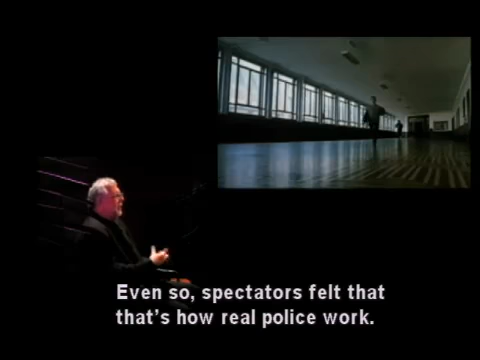 Even so, spectators felt that
that's how real police work.